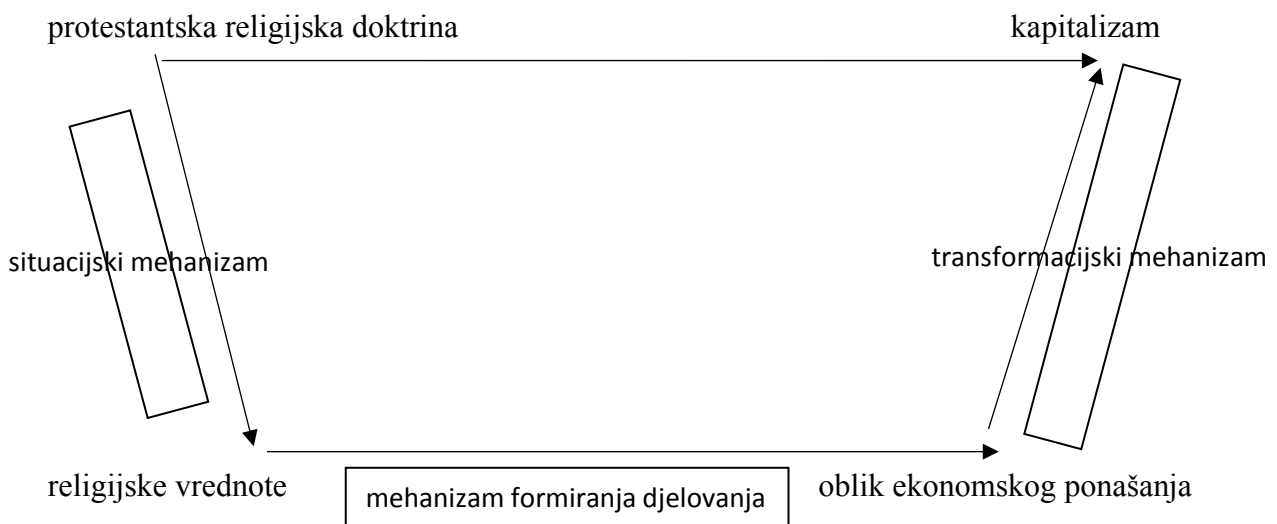 protestantska religijska doktrina
kapitalizam
situacijski mehanizam
transformacijski mehanizam
religijske vrednote
mehanizam formiranja djelovanja
oblik ekonomskog ponašanja